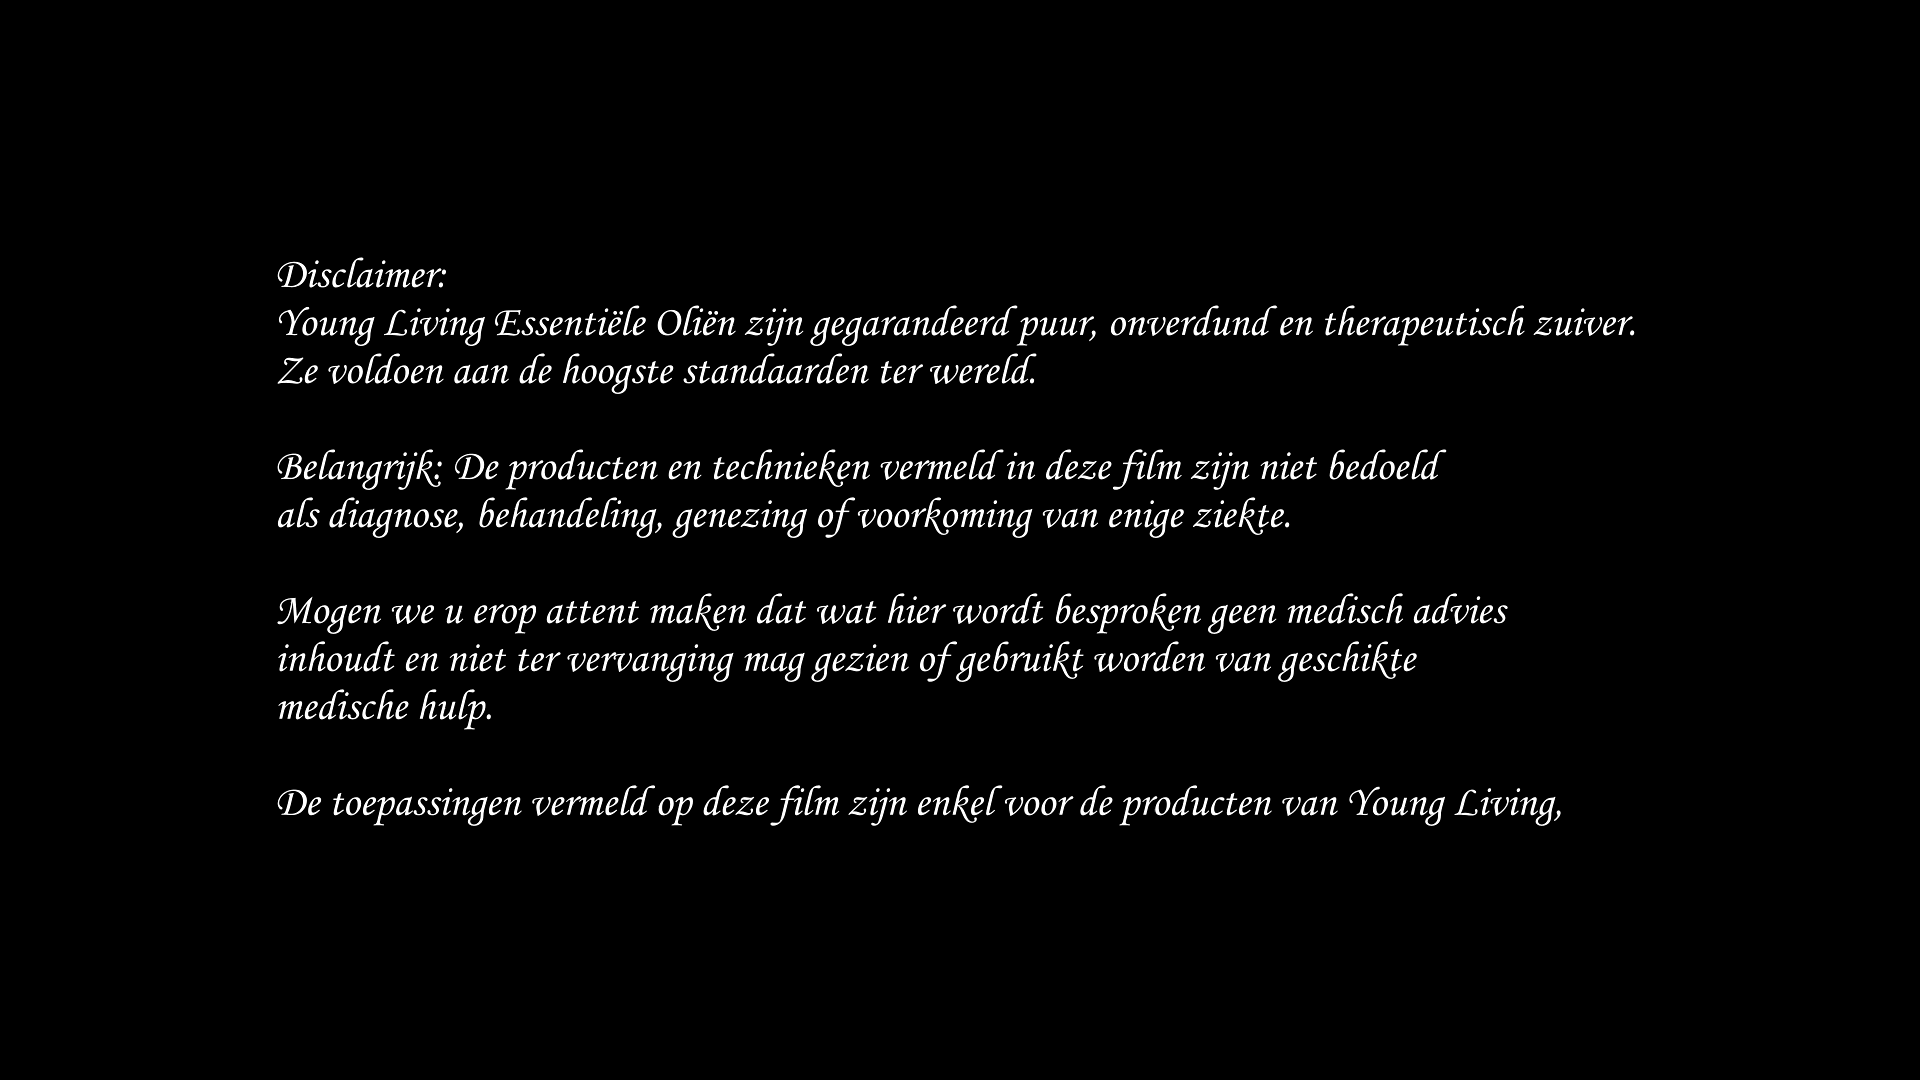 Disclaimer:
Young Living Essentiële Oliën zijn gegarandeerd puur, onverdund en therapeutisch zuiver.
Ze voldoen aan de hoogste standaarden ter wereld.
Belangrijk: De producten en technieken vermeld in deze film zijn niet bedoeld
als diagnose, behandeling, genezing of voorkoming van enige ziekte.
Mogen we u erop attent maken dat wat hier wordt besproken geen medisch advies
inhoudt en niet ter vervanging mag gezien of gebruikt worden van geschikte
medische hulp.
De toepassingen vermeld op deze film zijn enkel voor de producten van Young Living,